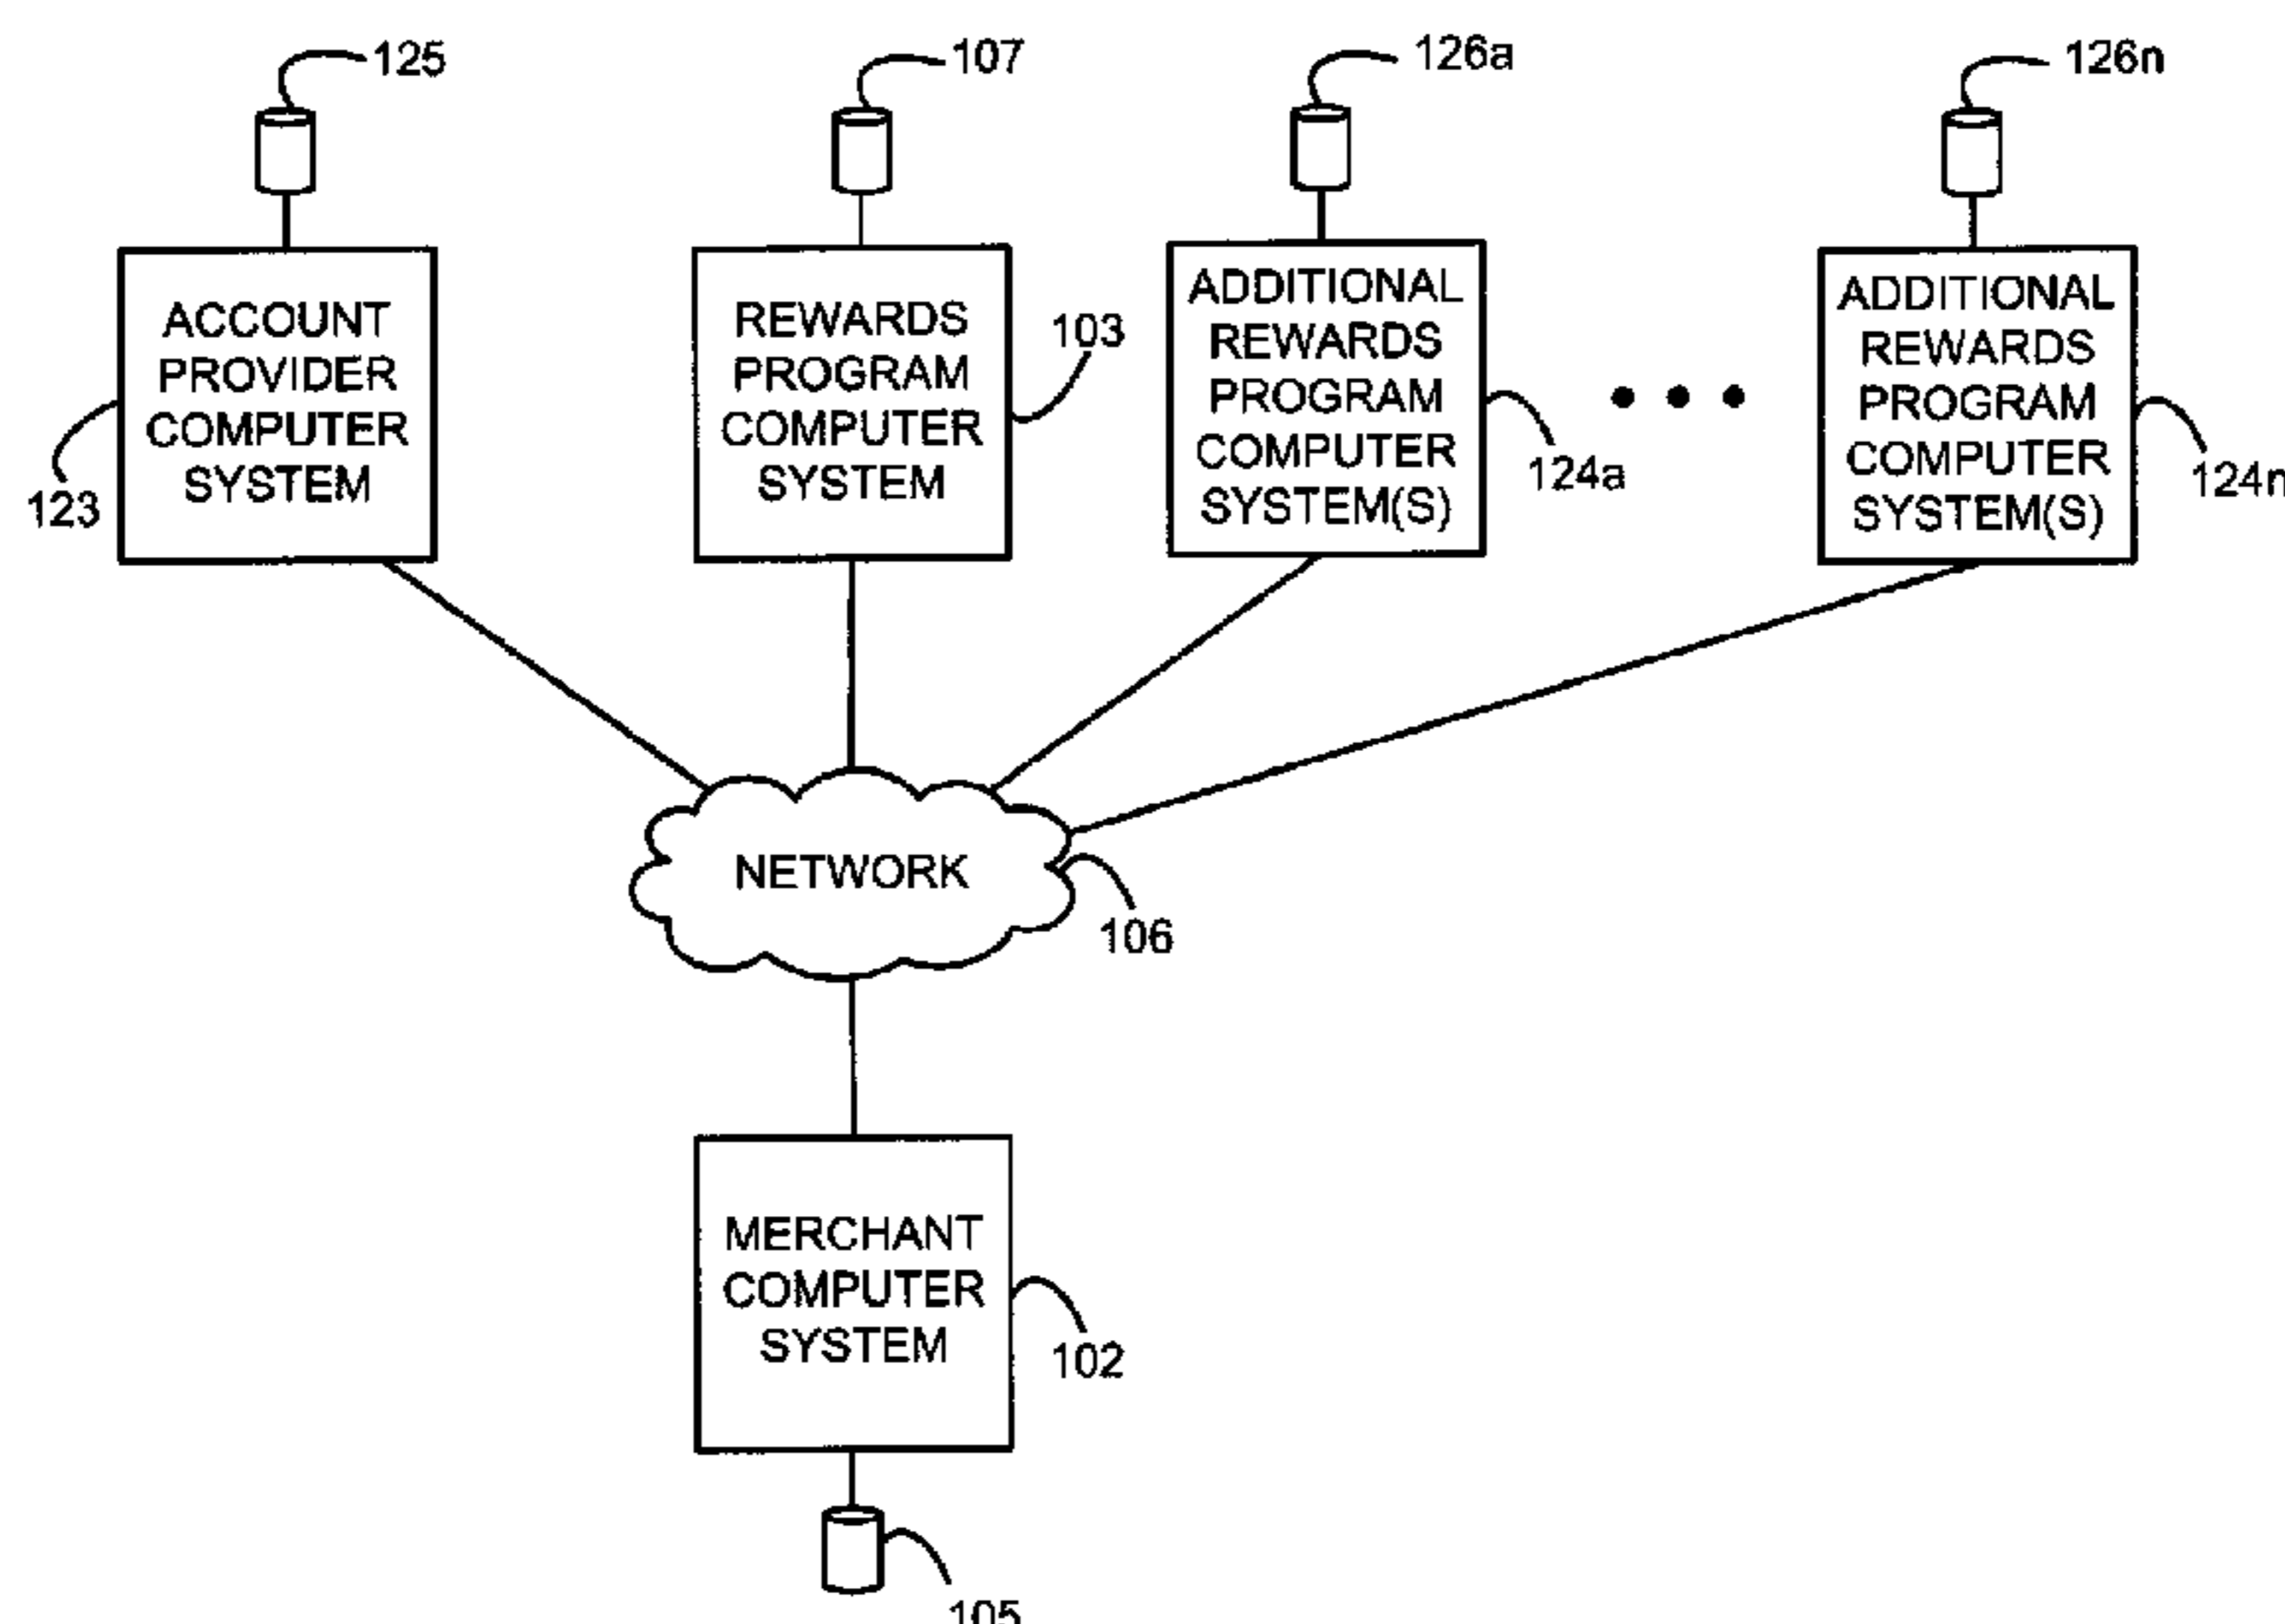 125
107
126a
126n
ACCOUNT
PROVIDER
COMPUTER
SYSTEM
123
REWARDS
PROGRAM
COMPUTER
SYSTEM
103
ADDITIONAL
REWARDS
PROGRAM
COMPUTER
SYSTEM(S)
124a
ADDITIONAL
REWARDS
PROGRAM
COMPUTER
SYSTEM(S)
124n
NETWORK
106
MERCHANT
COMPUTER
SYSTEM
102
105